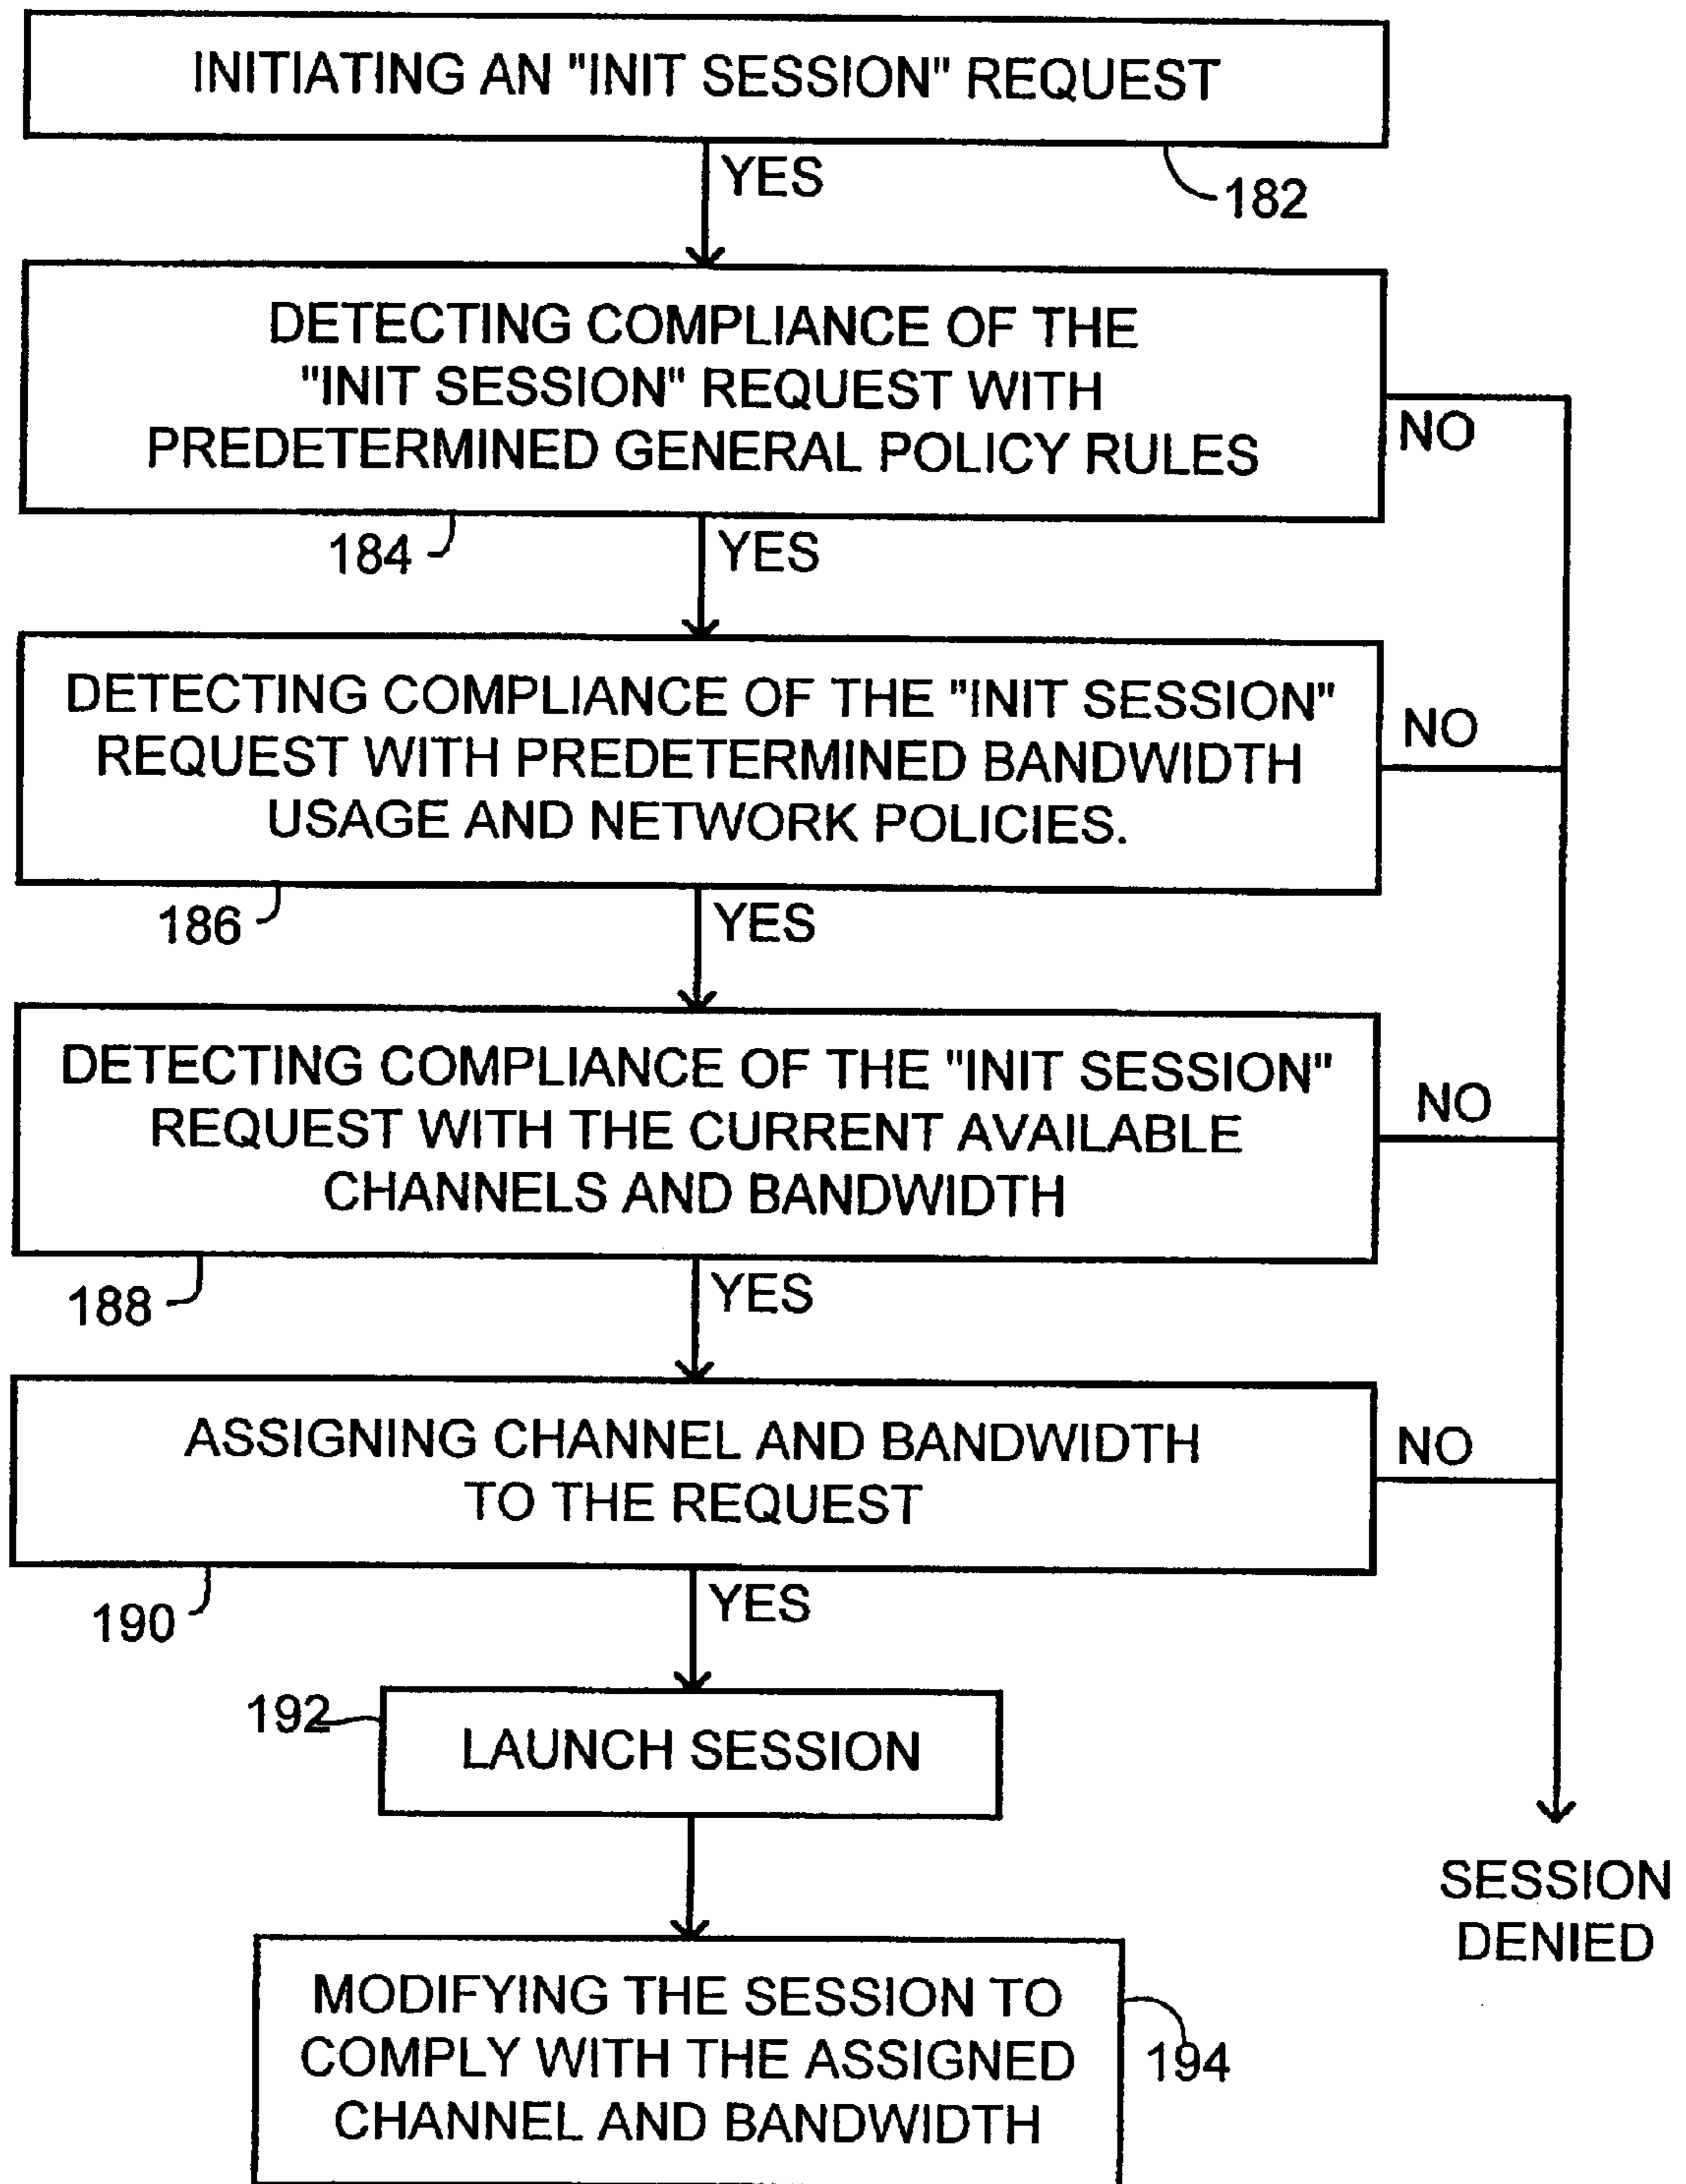 INITIATING AN "INIT SESSION" REQUEST
YES
182
DETECTING COMPLIANCE OF THE
"INIT SESSION" REQUEST WITH
PREDETERMINED GENERAL POLICY RULES
NO
184
YES
DETECTING COMPLIANCE OF THE "INIT SESSION"
REQUEST WITH PREDETERMINED BANDWIDTH
USAGE AND NETWORK POLICIES.
NO
186
YES
DETECTING COMPLIANCE OF THE "INIT SESSION"
REQUEST WITH THE CURRENT AVAILABLE
CHANNELS AND BANDWIDTH
NO
188
YES
ASSIGNING CHANNEL AND BANDWIDTH
TO THE REQUEST
NO
190
YES
192
LAUNCH SESSION
SESSION
DENIED
MODIFYING THE SESSION TO
COMPLY WITH THE ASSIGNED
CHANNEL AND BANDWIDTH
194